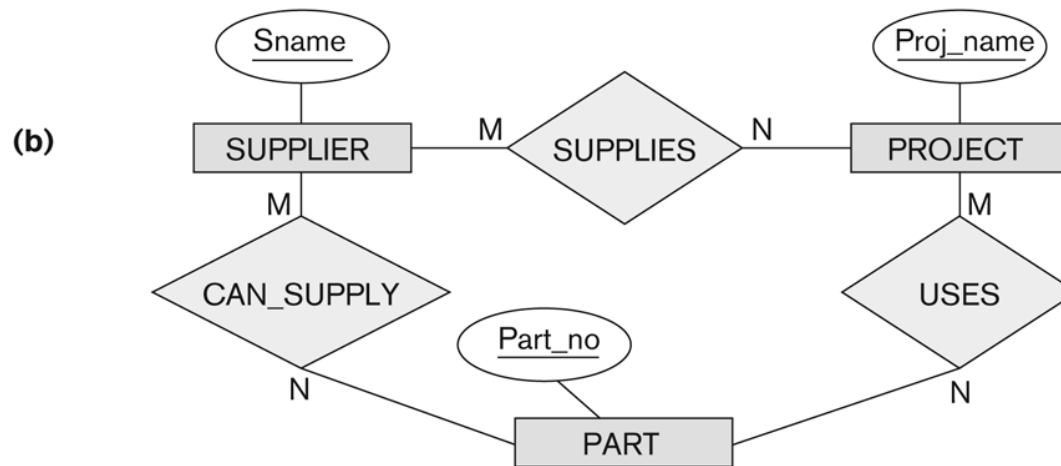 Sname
Proj_name
(b)
SUPPLIER
M
SUPPLIES
N
PROJECT
M
M
CAN_SUPPLY
USES
Part_no
N
N
PART